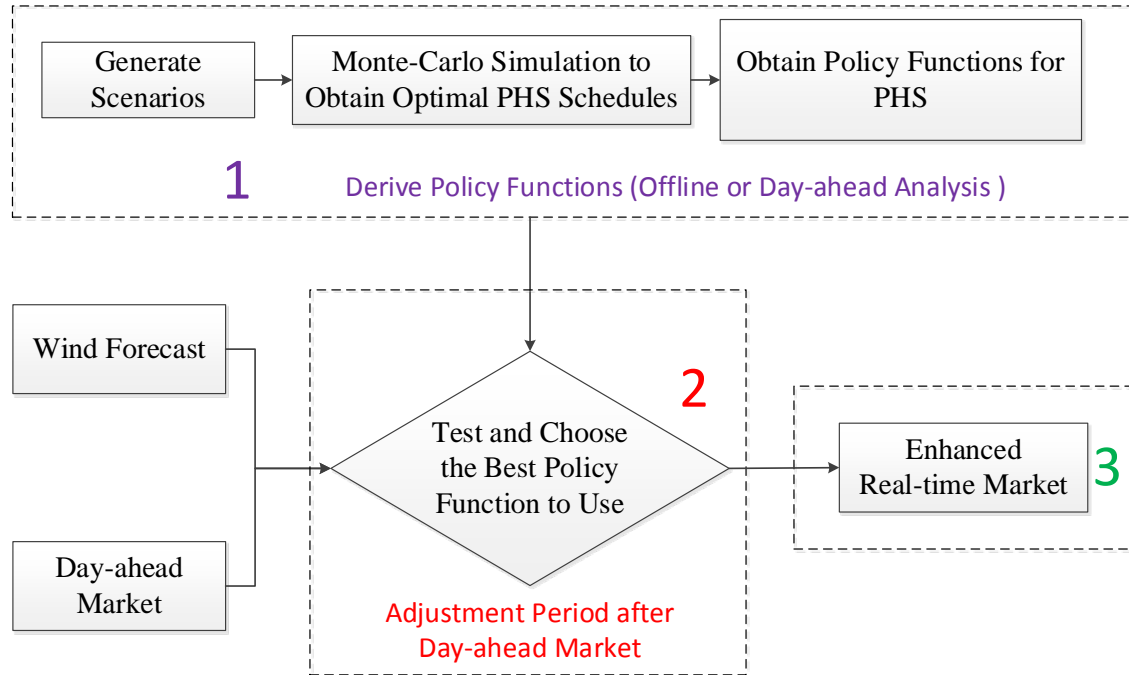 Generate
Scenarios
Monte-Carlo Simulation to
Obtain Optimal PHS Schedules
Obtain Policy Functions for
PHS
1
Derive Policy Functions (Offline or Day-ahead Analysis )
Wind Forecast
Day-ahead
Market
2
Test and Choose
the Best Policy
Function to Use
Adjustment Period after
Day-ahead Market
Enhanced
Real-time Market
3